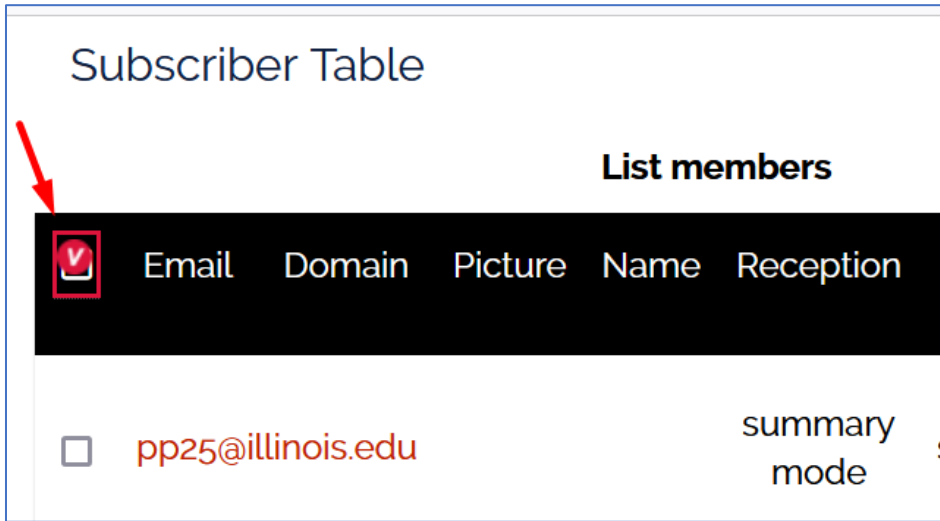 Subscriber Table
List members
V Email Domain Picture Name Reception
pp25@illinois.edu
summary
mode